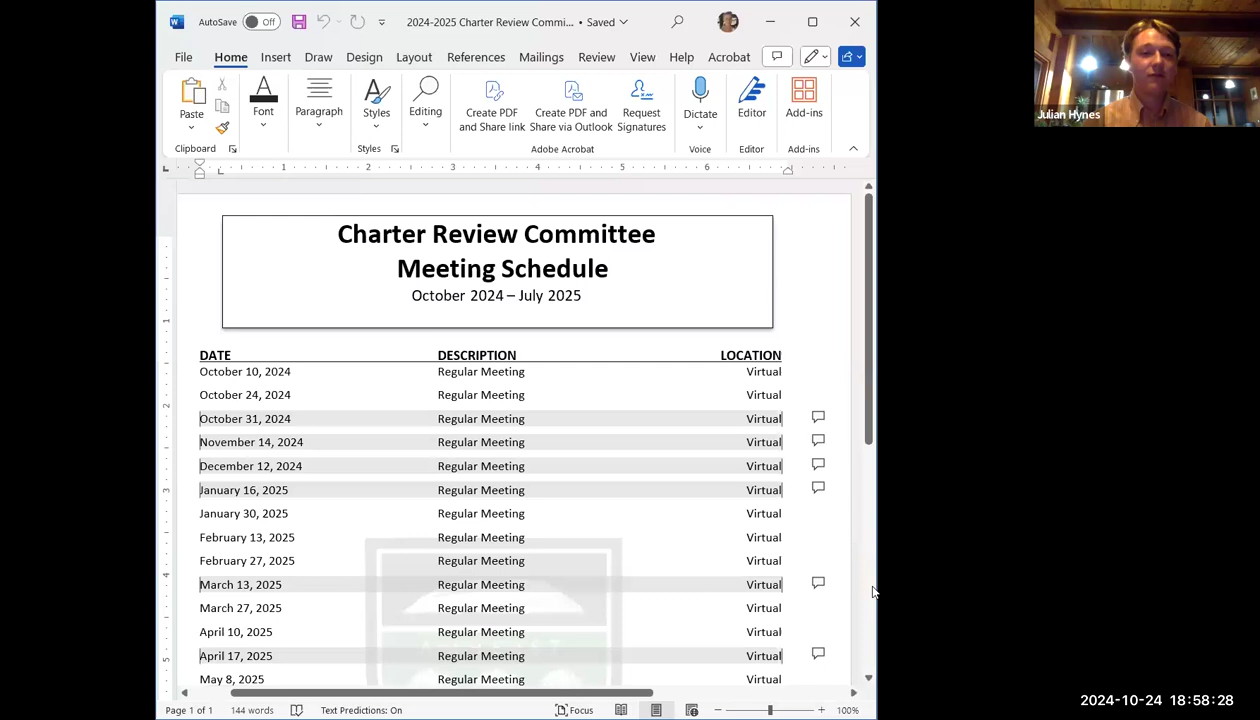 AutoSave Off 2024-2025 Charter Review Commi... • Saved
File Home Insert Draw Design Layout References Mailings Review View Help Acrobat
Paste Font Paragraph Styles Editing Create PDF and Share link Create PDF and Share via Outlook Request Signatures Dictate Editor Add-ins
Clipboard Styles Adobe Acrobat Voice Editor Add-ins
1 2 3 4 5 6
Charter Review Committee
Meeting Schedule
October 2024 – July 2025
DATE DESCRIPTION LOCATION
October 10, 2024 Regular Meeting Virtual
October 24, 2024 Regular Meeting Virtual
October 31, 2024 Regular Meeting Virtual
November 14, 2024 Regular Meeting Virtual
December 12, 2024 Regular Meeting Virtual
January 16, 2025 Regular Meeting Virtual
January 30, 2025 Regular Meeting Virtual
February 13, 2025 Regular Meeting Virtual
February 27, 2025 Regular Meeting Virtual
March 13, 2025 Regular Meeting Virtual
March 27, 2025 Regular Meeting Virtual
April 10, 2025 Regular Meeting Virtual
April 17, 2025 Regular Meeting Virtual
May 8, 2025 Regular Meeting Virtual
Page 1 of 1 144 words Text Predictions: On Focus 100%
Julian Hynes
2024-10-24 18:58:28